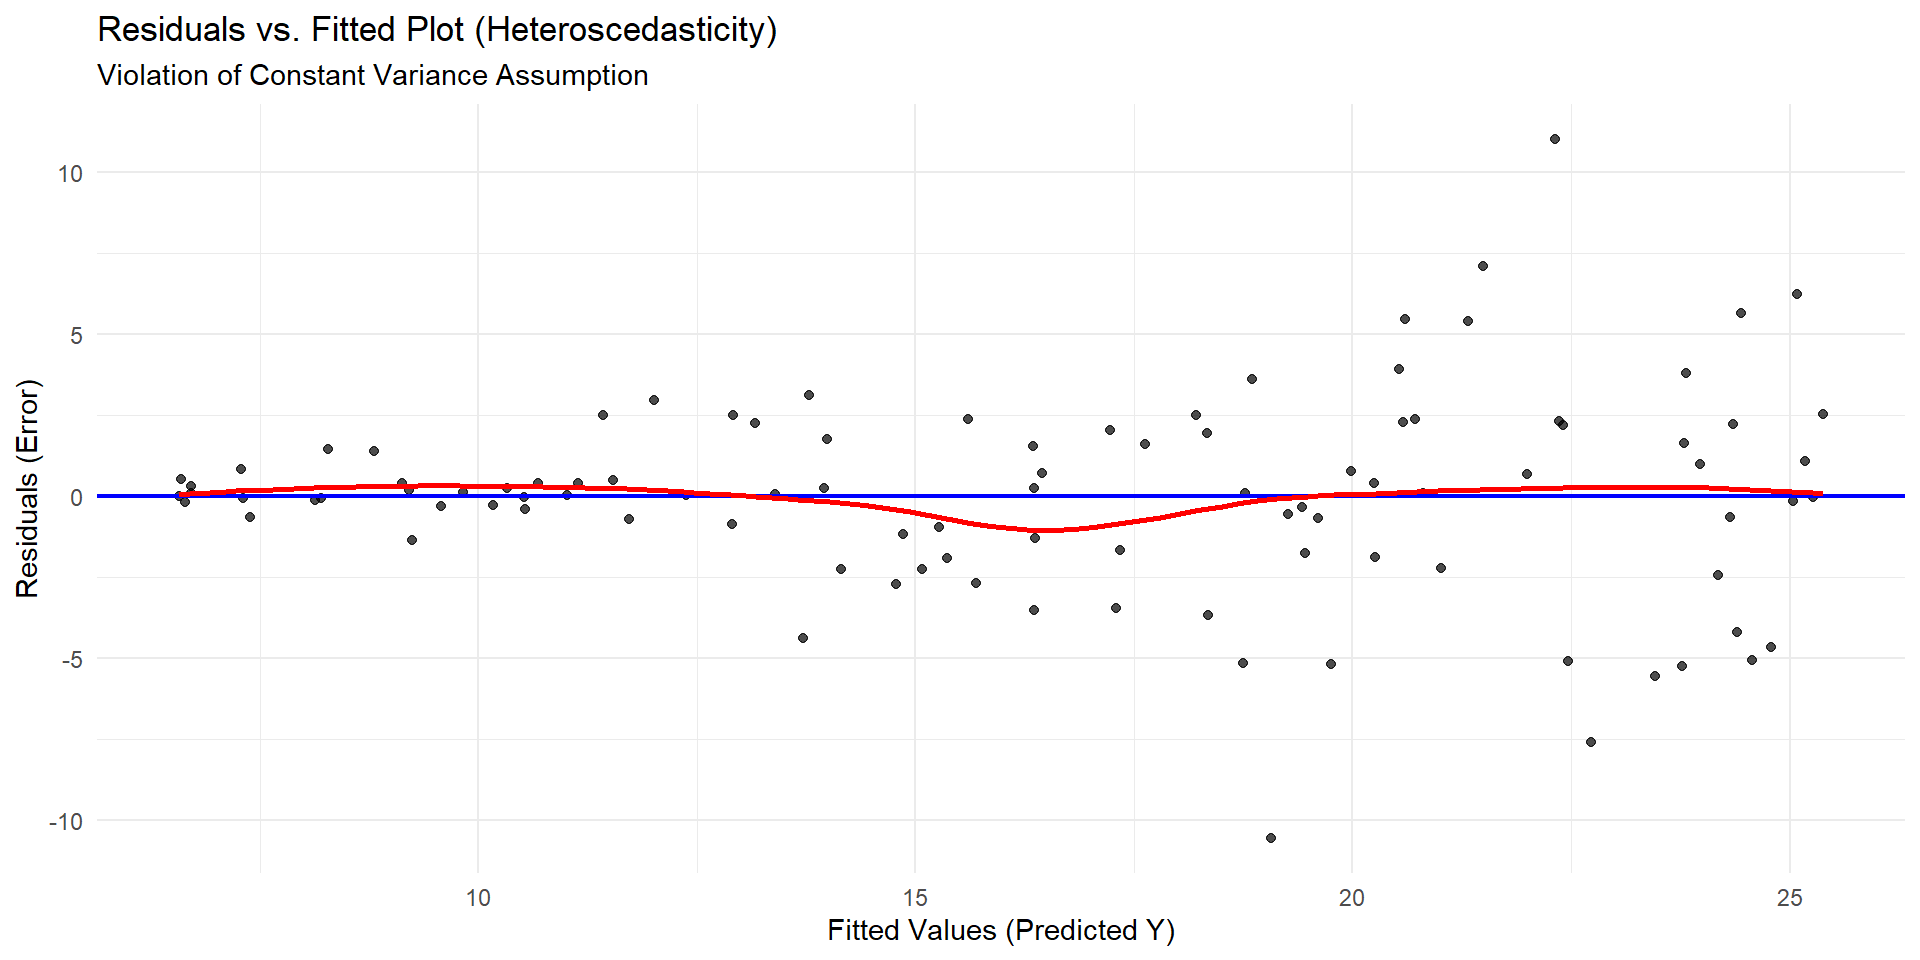 Residuals vs. Fitted Plot (Heteroscedasticity)
Violation of Constant Variance Assumption
10
5
0
-5
-10
Residuals (Error)
10 15 20 25
Fitted Values (Predicted Y)